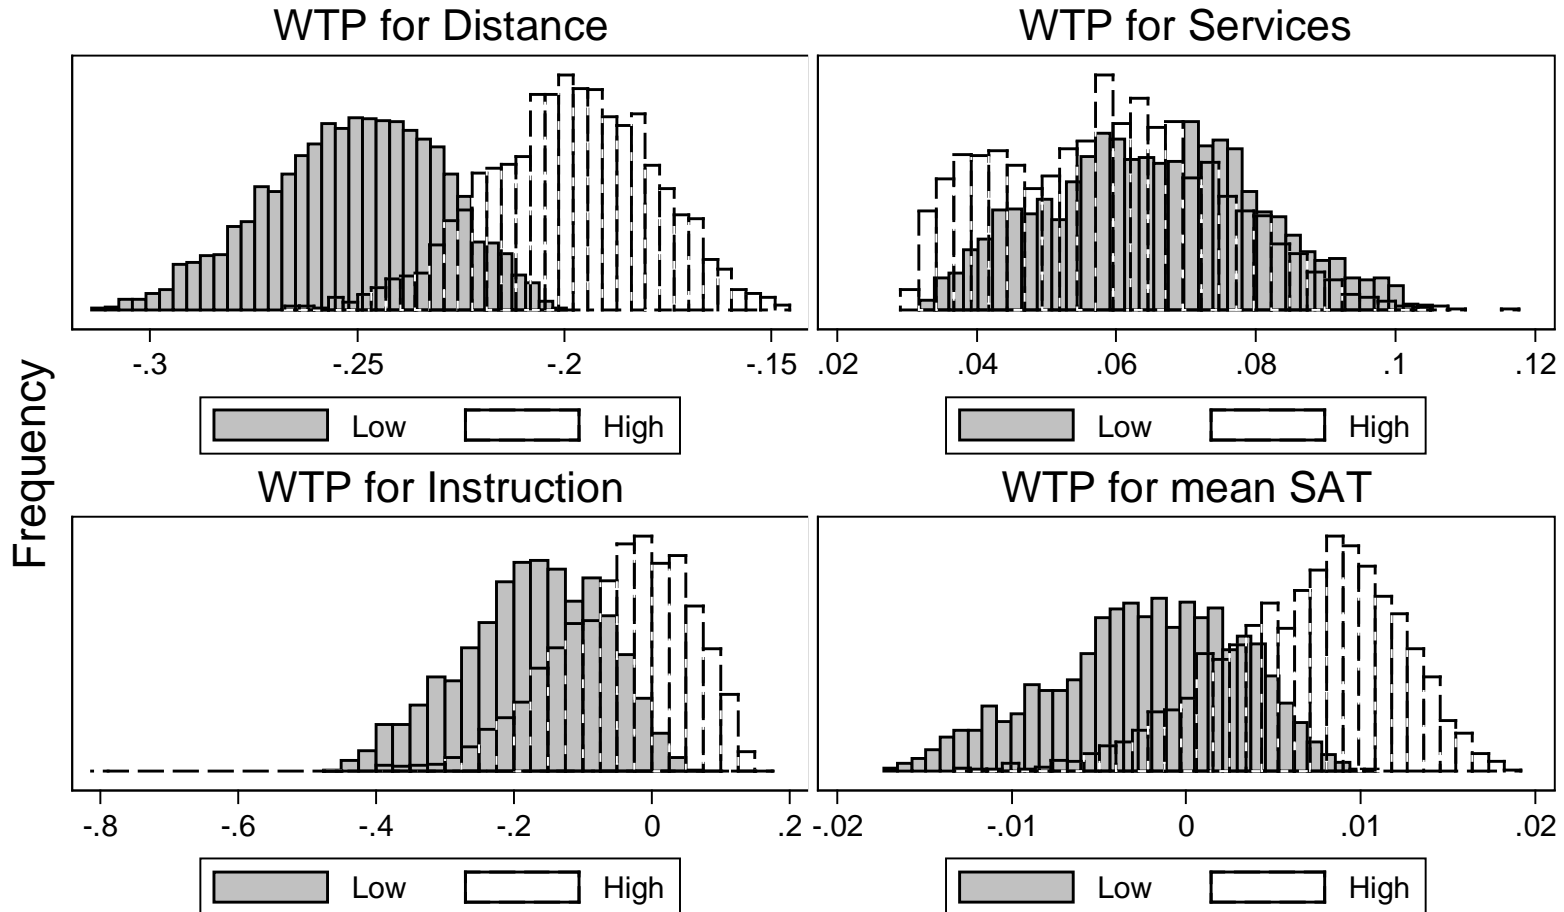 WTP for Distance
-.3 -.25 -.2 -.15
Low High
WTP for Services
.02 .04 .06 .08 .1 .12
Low High
Frequency
WTP for Instruction
-.8 -.6 -.4 -.2 0 .2
Low High
WTP for mean SAT
-.02 -.01 0 .01 .02
Low High